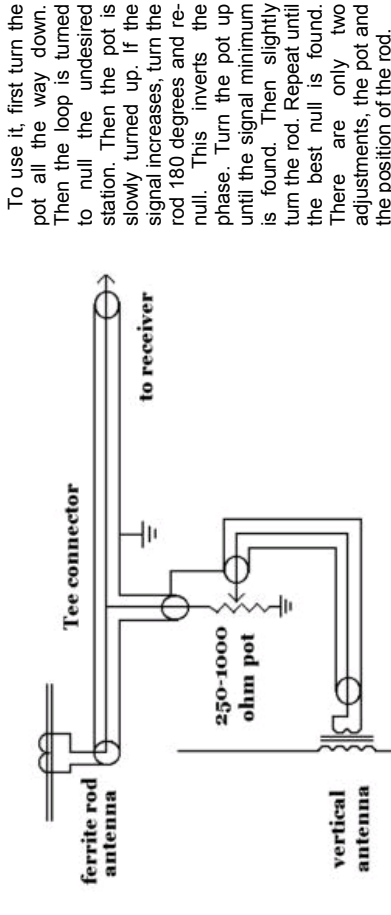 To use it, first turn the
pot all the way down.
Then the loop is turned
to null the undesired
station. Then the pot is
slowly turned up. If the
signal increases, turn the
rod 180 degrees and re-
null. This inverts the
phase. Turn the pot up
until the signal minimum
is found. Then slightly
turn the rod. Repeat until
the best null is found.
There are only two
adjustments, the pot and
the position of the rod.
ferrite rod
antenna
Tee connector
to receiver
250-1000
ohm pot
vertical
antenna